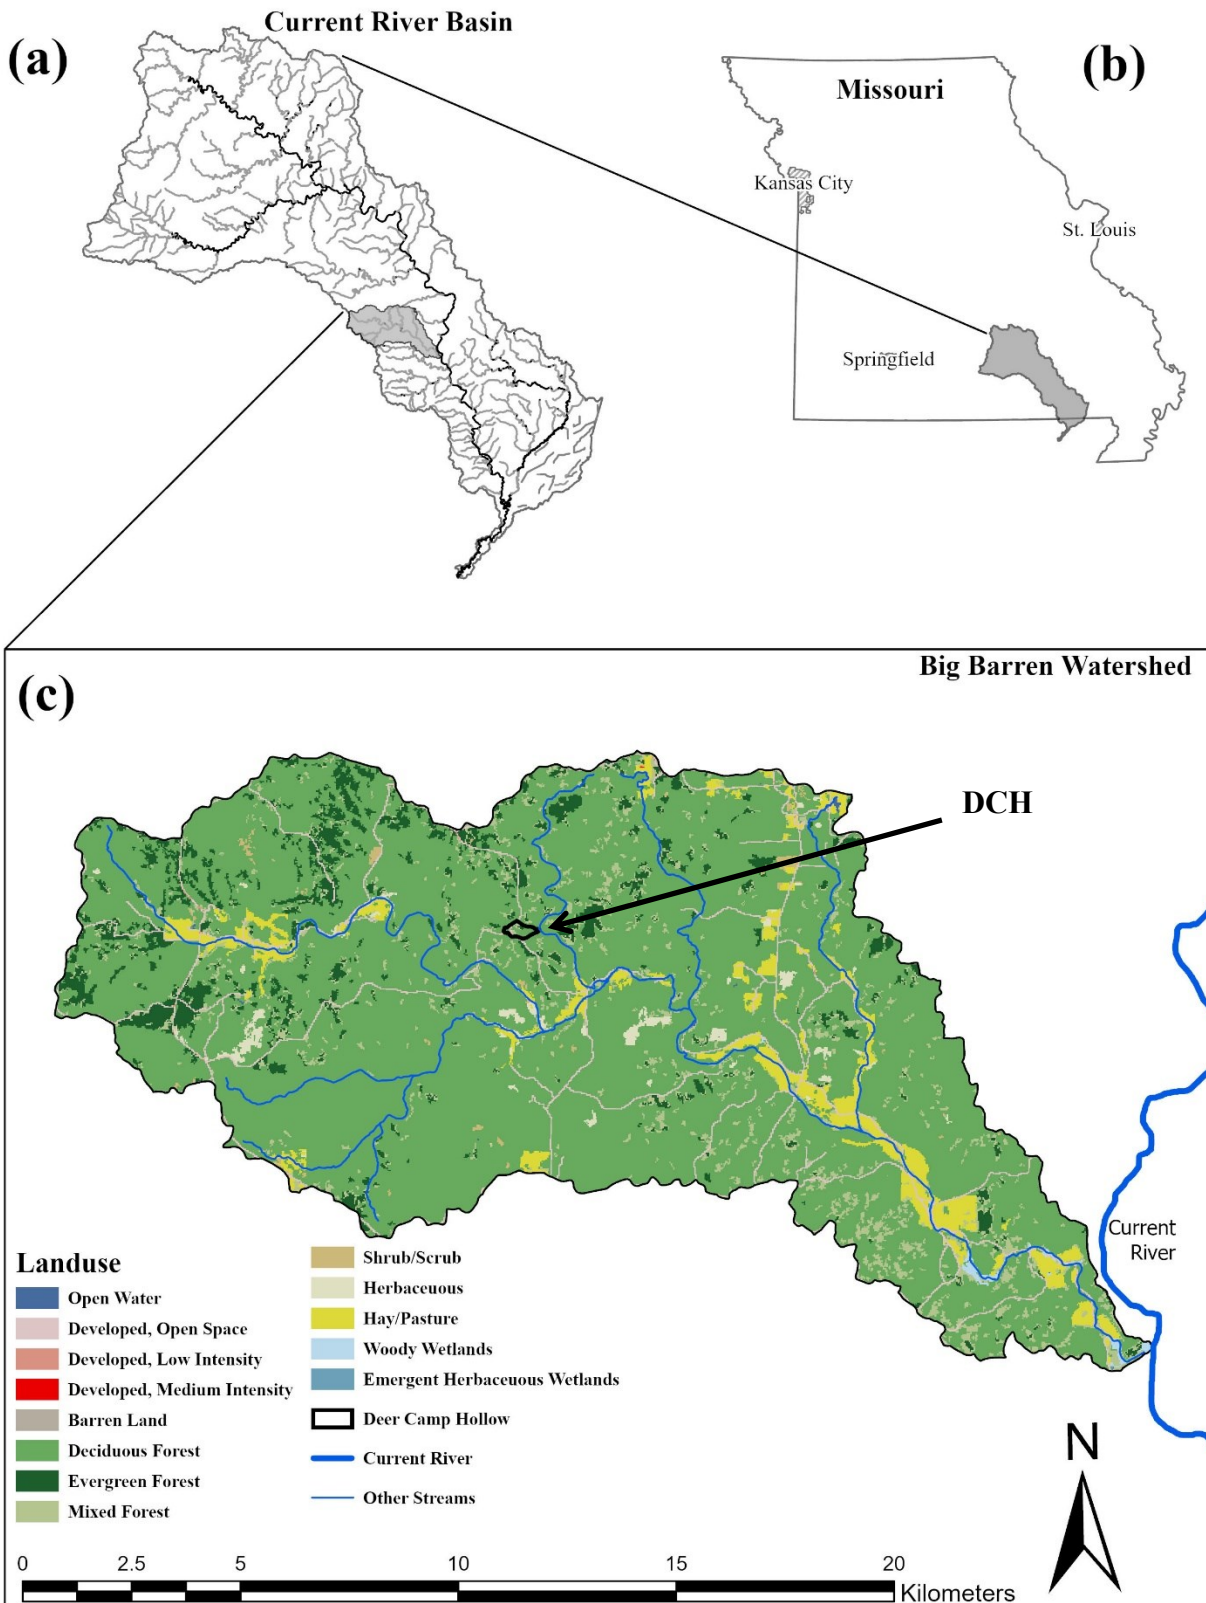 Current River Basin
(a)
(b)
Missouri
Kansas City
St. Louis
Springfield
Big Barren Watershed
(c)
DCH
Current
River
Landuse
Open Water
Developed, Open Space
Developed, Low Intensity
Developed, Medium Intensity
Barren Land
Deciduous Forest
Evergreen Forest
Mixed Forest
Shrub/Scrub
Herbaceuous
Hay/Pasture
Woody Wetlands
Emergent Herbaceuous Wetlands
Deer Camp Hollow
Current River
Other Streams
N
0 2.5 5 10 15 20
Kilometers